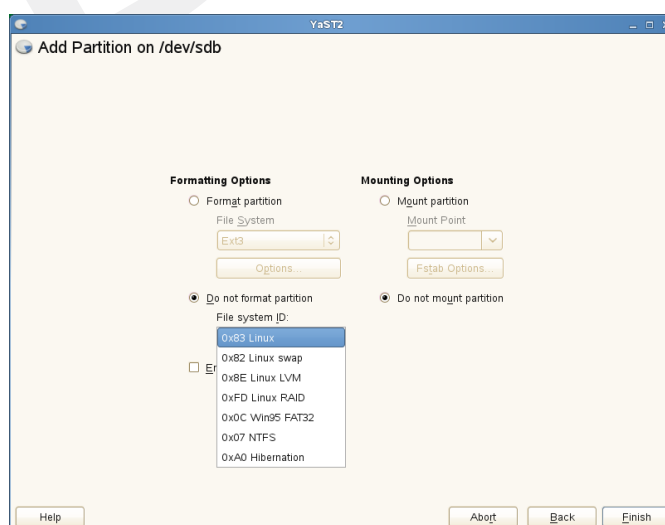 YaST2
Add Partition on /dev/sdb
Formatting Options
Format partition
File System
Ext3
Options...
Do not format partition
File system ID:
0x83 Linux
0x82 Linux swap
0x8E Linux LVM
0xFD Linux RAID
0x0C Win95 FAT32
0x07 NTFS
0xA0 Hibernation
Mounting Options
Mount partition
Mount Point
Fstab Options...
Do not mount partition
Help
Abort
Back
Finish